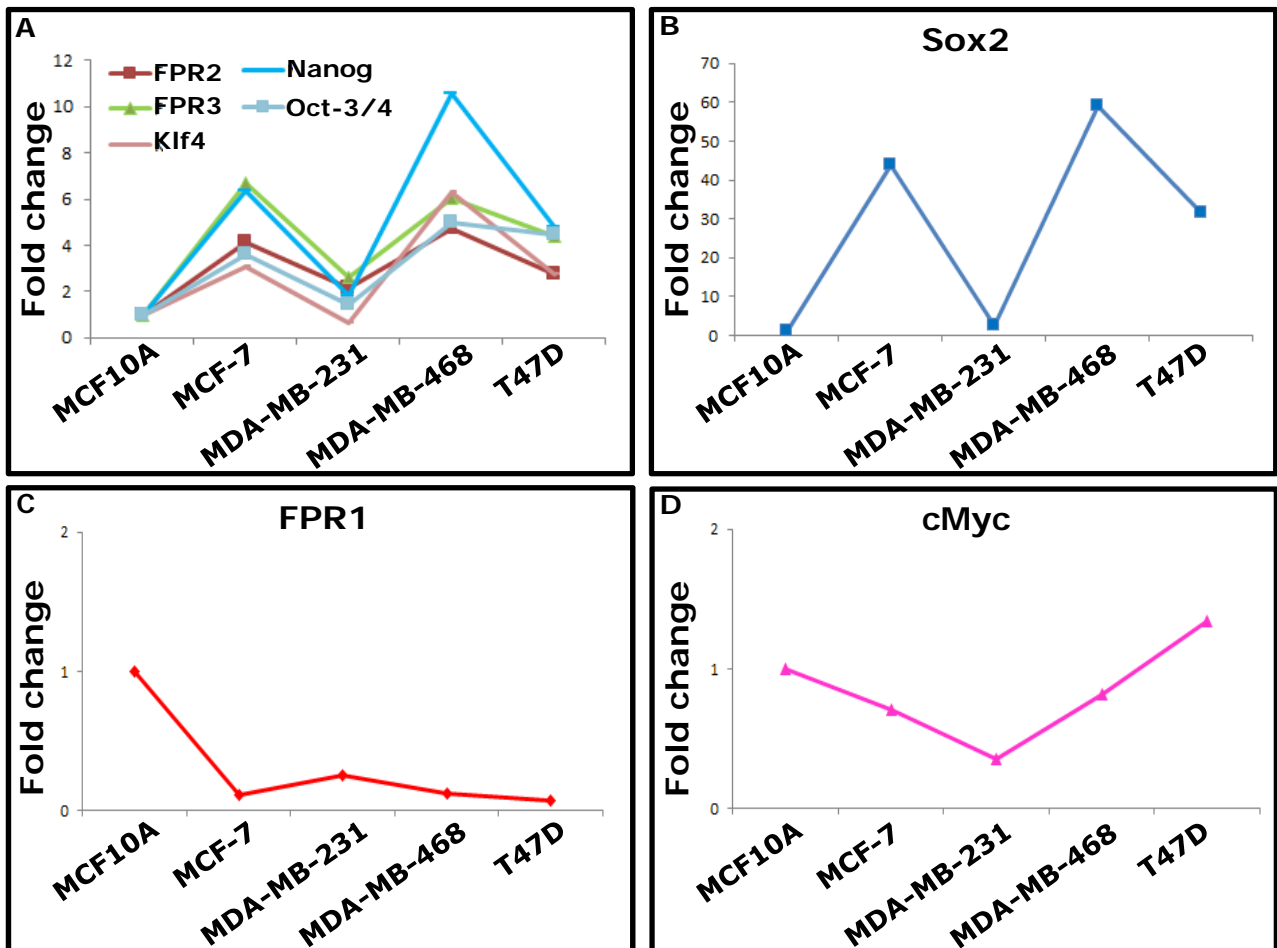 A
FPR2 Nanog
FPR3 Oct-3/4
Klf4
Fold change
12
10
8
6
4
2
0
MCF10A MCF-7 MDA-MB-231 MDA-MB-468 T47D
B
Sox2
Fold change
70
60
50
40
30
20
10
0
MCF10A MCF-7 MDA-MB-231 MDA-MB-468 T47D
C
FPR1
Fold change
2
1
0
MCF10A MCF-7 MDA-MB-231 MDA-MB-468 T47D
D
cMyc
Fold change
2
1
0
MCF10A MCF-7 MDA-MB-231 MDA-MB-468 T47D